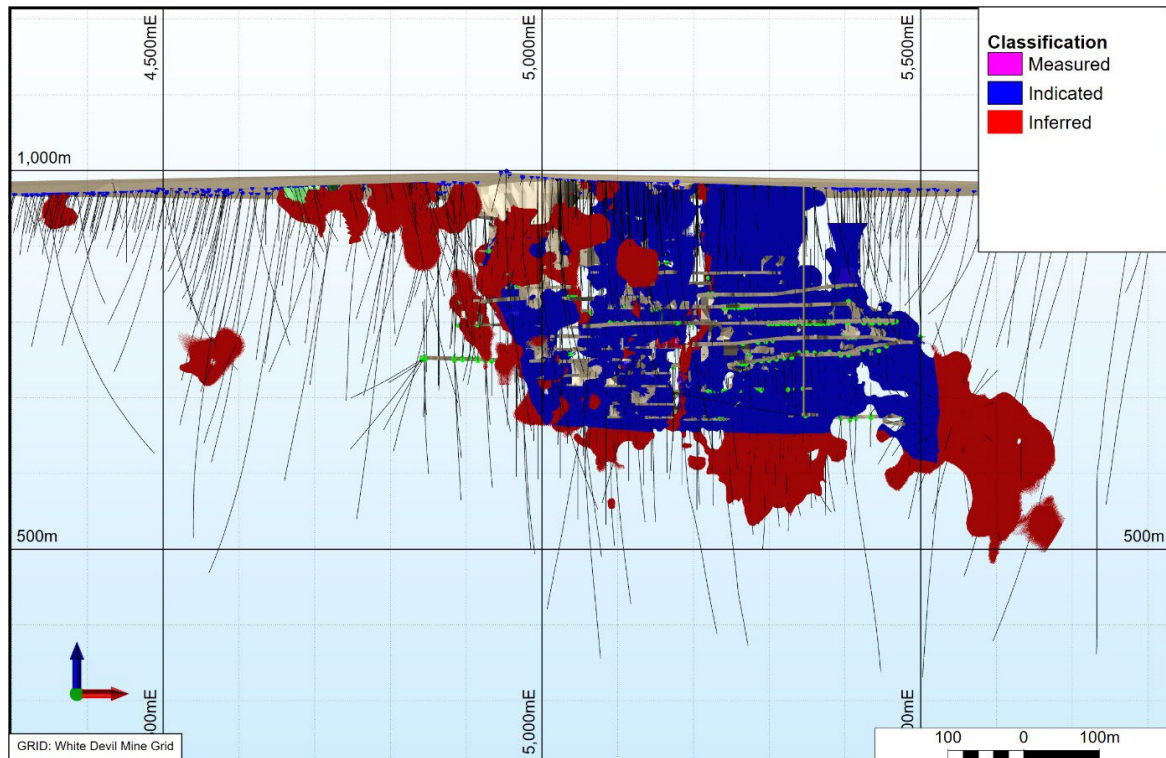 4,500mE
5,000mE
5,500mE
Classification
Measured
Indicated
Inferred
1,000m
500m
500m
500mE
5,000mE
00mE
GRID: White Devil Mine Grid
100 0 100m